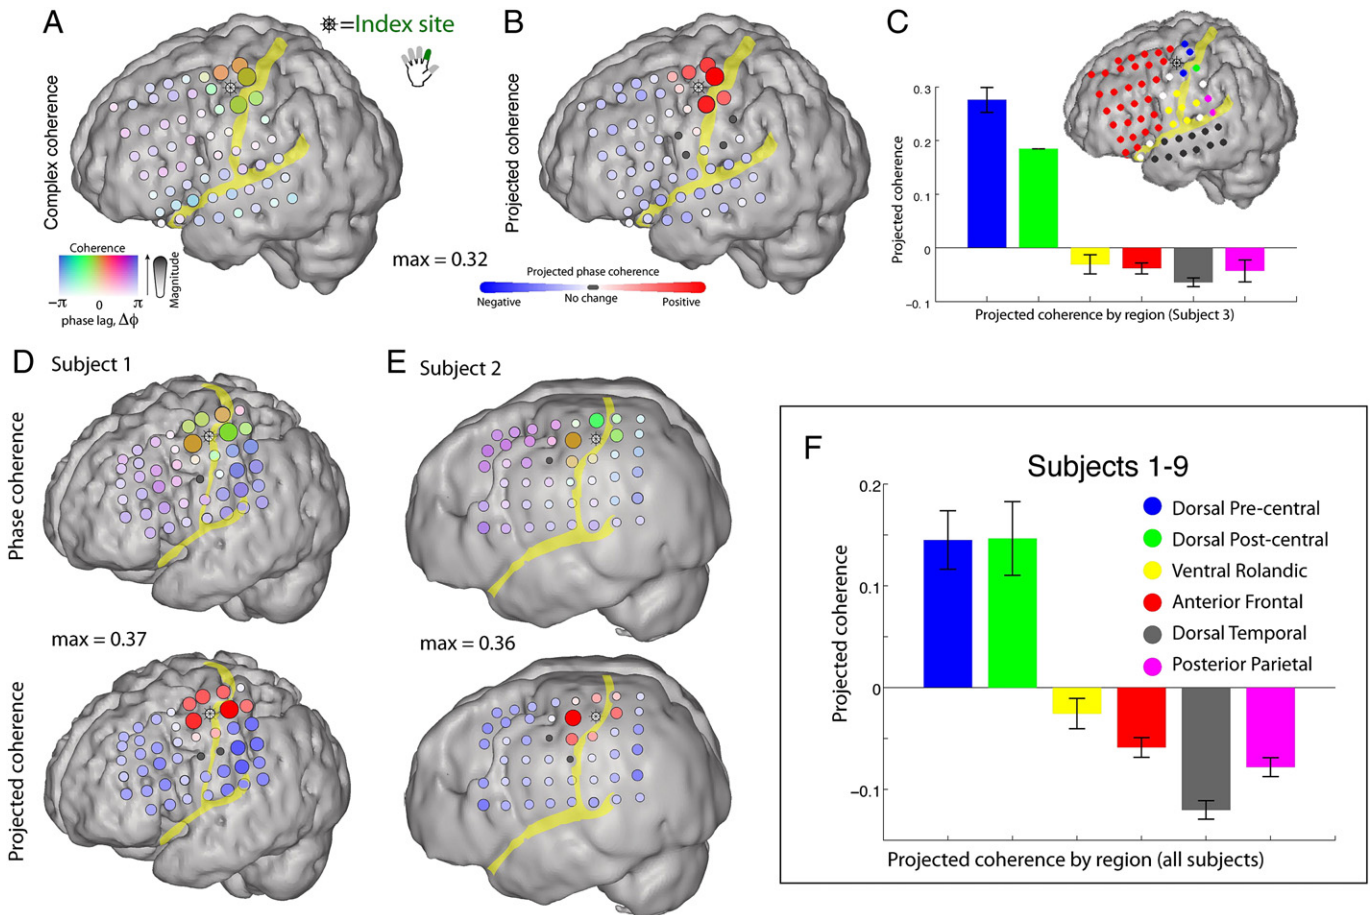 A
=Index site
B
C
Complex coherence
Projected coherence
Projected coherence
0.3
0.2
0.1
0
-0. 1
Projected coherence by region (Subject 3)
Coherence
Magnitude
−π 0 π
phase lag, Δϕ
max = 0.32
Projected phase coherence
Negative
No change
Positive
D Subject 1
E Subject 2
Phase coherence
max = 0.37
max = 0.36
Projected coherence
F
Subjects 1-9
Projected coherence
0.2
0.1
0
−0.1
Dorsal Pre-central
Dorsal Post-central
Ventral Rolandic
Anterior Frontal
Dorsal Temporal
Posterior Parietal
Projected coherence by region (all subjects)